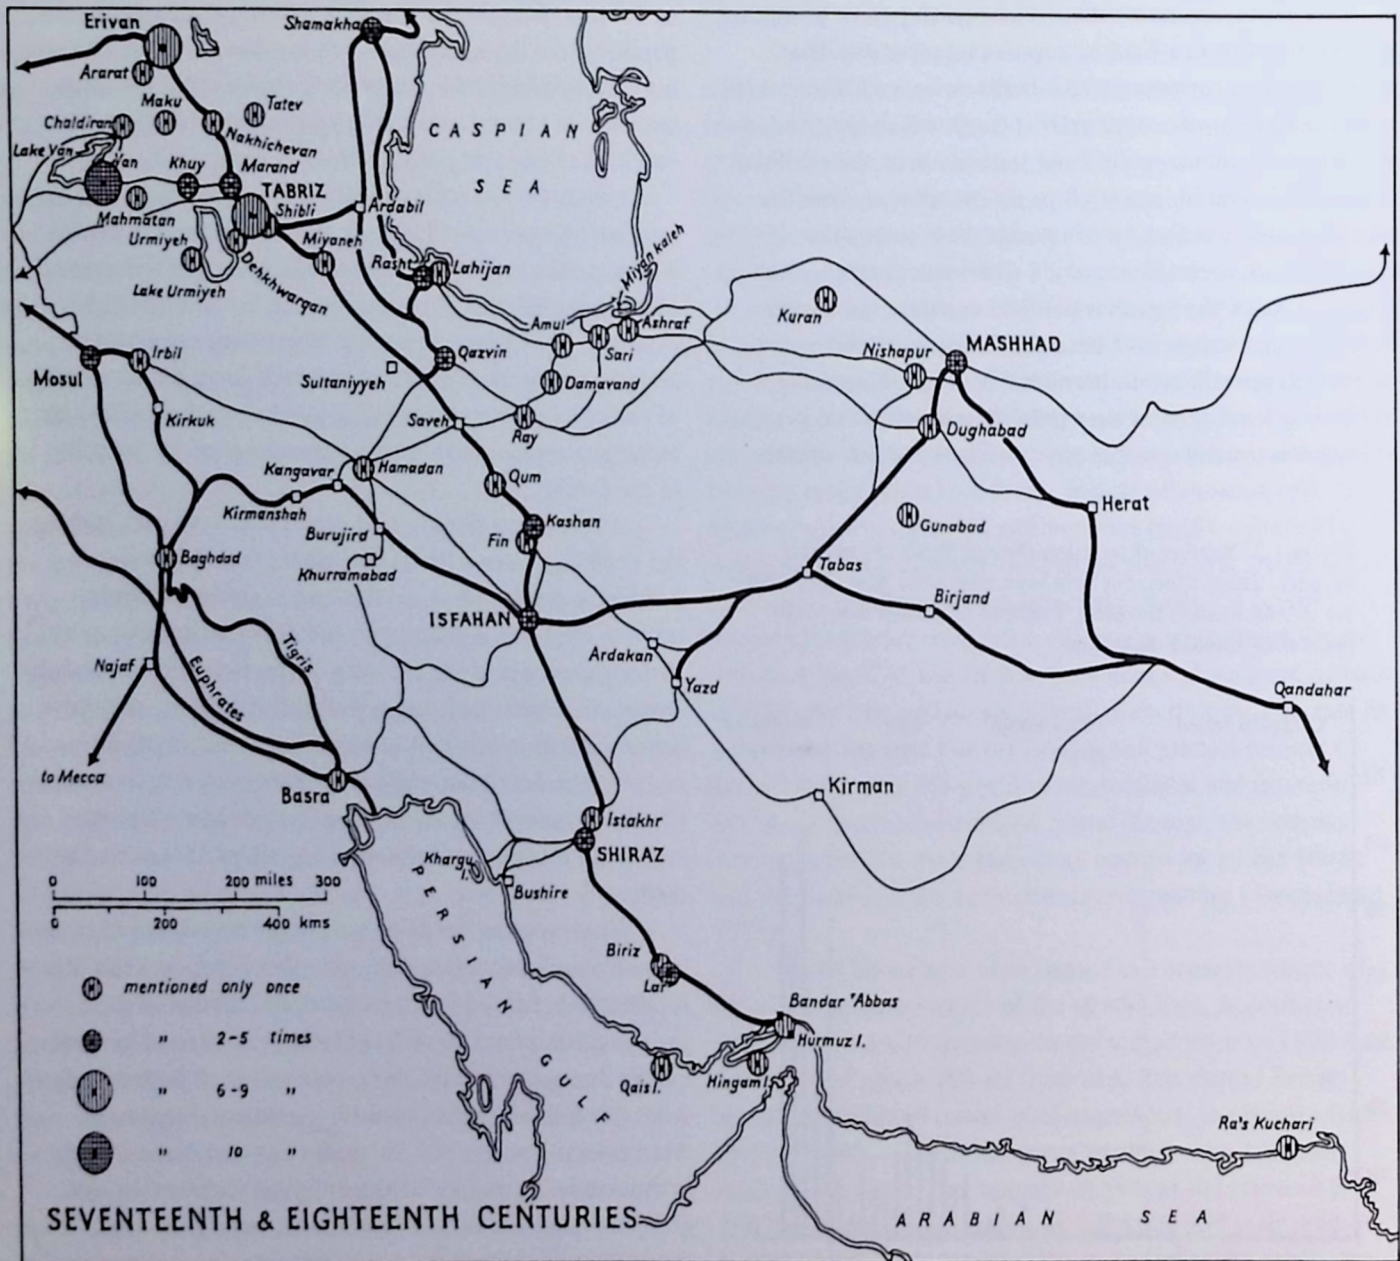 Erivan
Shamakha
Ararat
Maku
Tatev
Chaldiran
Nakhichevan
Lake Van
Van
Khuy
Marand
TABRIZ
Shibli
Mahmatan
Urmiyeh
Dehkhwargan
Miyaneh
Lake Urmiyeh
CASPIAN
SEA
Ardabil
Rasht
Lahijan
Miyan Kaleh
Amul
Ashraf
Sari
Kuran
Nishapur
MASHHAD
Mosul
Irbil
Sultaniyyeh
Qazvin
Damavand
Kirkuk
Saveh
Ray
Dughabad
Kangavar
Hamadan
Qum
Kirmanshah
Herat
Gunabad
Burujird
Kashan
Fin
Baghdad
Khurramabad
Tabas
Birjand
ISFAHAN
Tigris
Ardakan
Najaf
Euphrates
Yazd
Qandahar
to Mecca
Basra
Kirman
Istakhr
SHIRAZ
Khargu
I.
Bushire
0 100 200 miles 300
200 400 kms
PERSIAN
GULF
Biriz
Lar
mentioned only once
" 2-5 times
" 6-9 "
" 10 "
Bandar 'Abbas
Hurmuz I.
Qais I.
Hingam I.
Ra's Kuchari
SEVENTEENTH & EIGHTEENTH CENTURIES
ARABIAN SEA